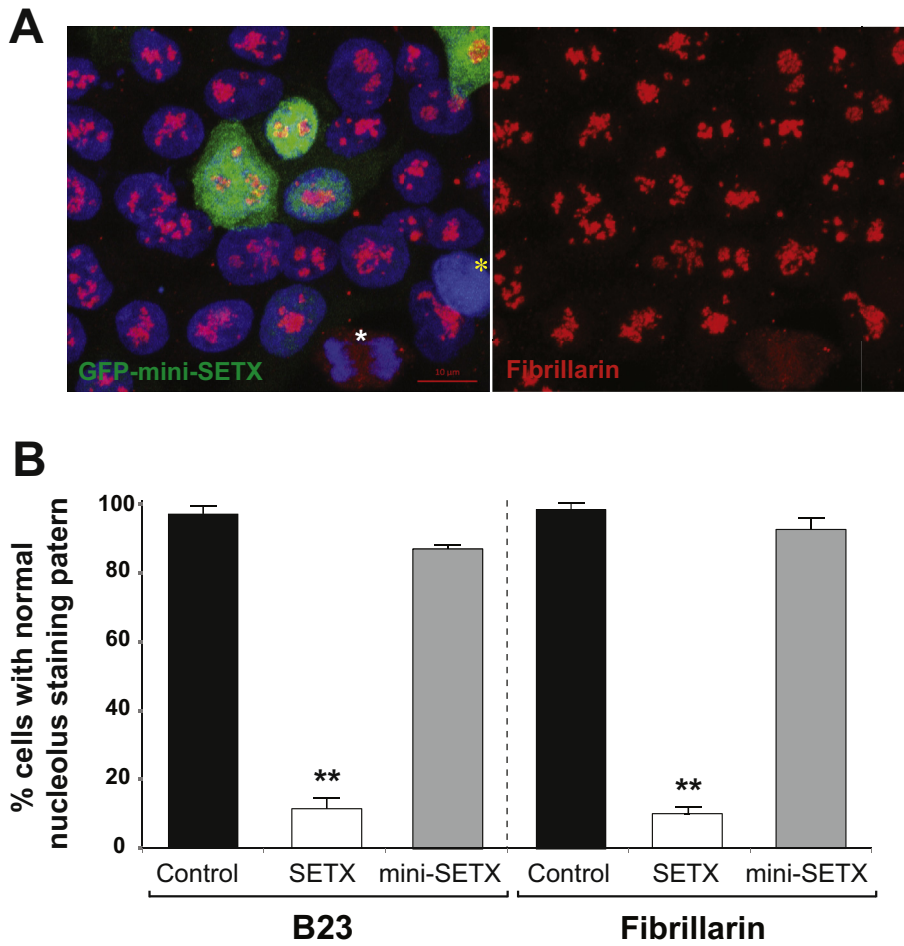 A
*
*
GFP-mini-SETX
10 µm
Fibrillarin
B
% cells with normal
nucleolus staining patern
100
80
60
40
20
0
**
**
Control SETX mini-SETX Control SETX mini-SETX
B23 Fibrillarin